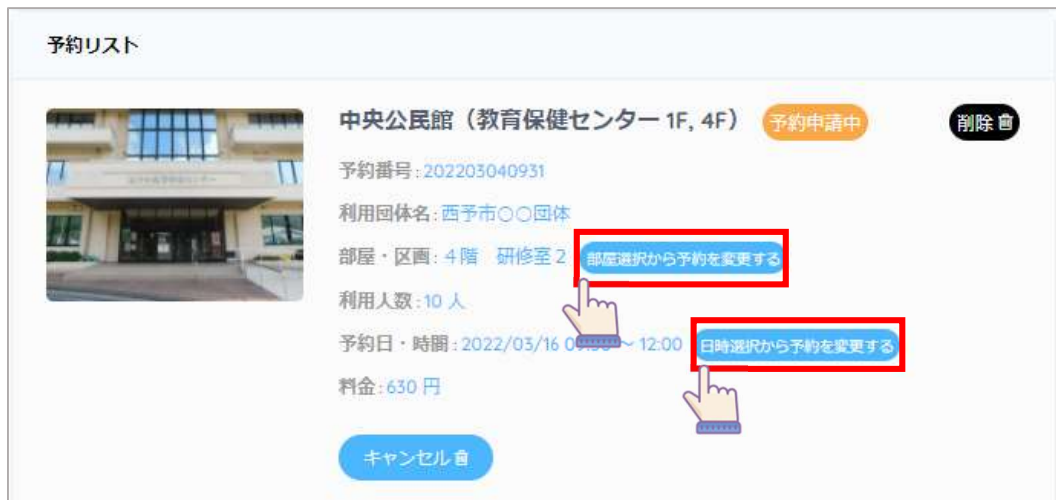 予約リスト
中央公民館（教育保健センター 1F, 4F） 予約申請中 削除
予約番号:202203040931
利用団体名:西予市〇〇団体
部屋・区画:４階　研修室２ 部屋選択から予約を変更する
利用人数:10 人
予約日・時間:2022/03/16 ～ 12:00 日時選択から予約を変更する
料金:630 円
キャンセル